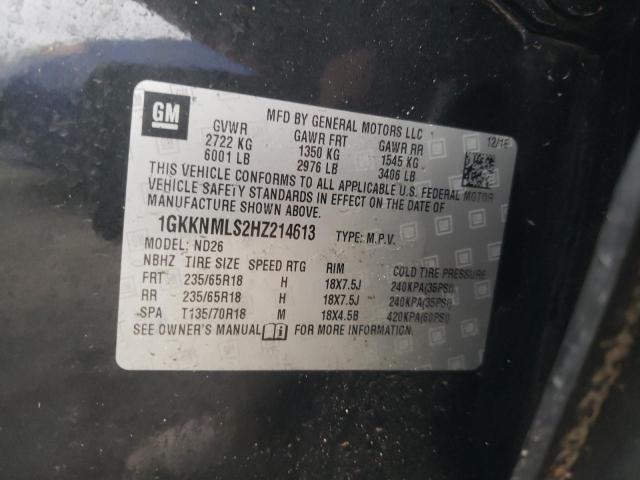 GM
MFD BY GENERAL MOTORS LLC
GVWR GAWR FRT GAWR RR
2722 KG 1350 KG 1545 KG
6001 LB 2976 LB 3406 LB
12/16
THIS VEHICLE CONFORMS TO ALL APPLICABLE U.S. FEDERAL MOTOR
VEHICLE SAFETY STANDARDS IN EFFECT ON THE DATE OF
MANUFACTURE SHOWN ABOVE.
1GKKNMLS2HZ214613 TYPE: M.P.V.
MODEL: ND26
NBHZ TIRE SIZE SPEED RTG RIM COLD TIRE PRESSURE
FRT 235/65R18 H 18X7.5J 240KPA(35PSI)
RR 235/65R18 H 18X7.5J 240KPA(35PSI)
SPA T135/70R18 M 18X4.5B 420KPA(60PSI)
SEE OWNER'S MANUAL FOR MORE INFORMATION.